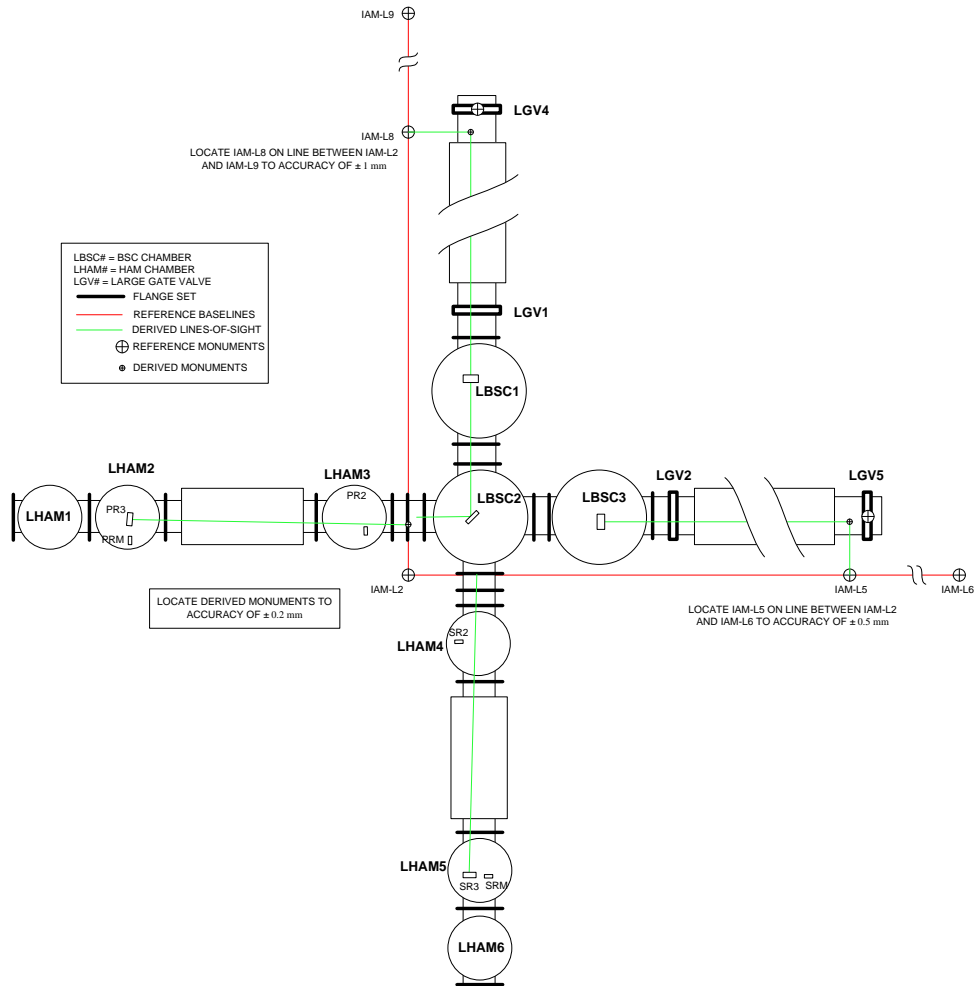 IAM-L9
LGV4
IAM-L8
LOCATE IAM-L8 ON LINE BETWEEN IAM-L2
AND IAM-L9 TO ACCURACY OF ± 1 mm
LBSC# = BSC CHAMBER
LHAM# = HAM CHAMBER
LGV# = LARGE GATE VALVE
FLANGE SET
REFERENCE BASELINES
DERIVED LINES-OF-SIGHT
REFERENCE MONUMENTS
DERIVED MONUMENTS
LGV1
LBSC1
LHAM2
LHAM3
LGV2
LGV5
PR2
LBSC2
LBSC3
PR3
LHAM1
PRM
IAM-L2
IAM-L5
IAM-L6
LOCATE DERIVED MONUMENTS TO
ACCURACY OF ± 0.2 mm
LOCATE IAM-L5 ON LINE BETWEEN IAM-L2
AND IAM-L6 TO ACCURACY OF ± 0.5 mm
SR2
LHAM4
LHAM5
SR3
SRM
LHAM6